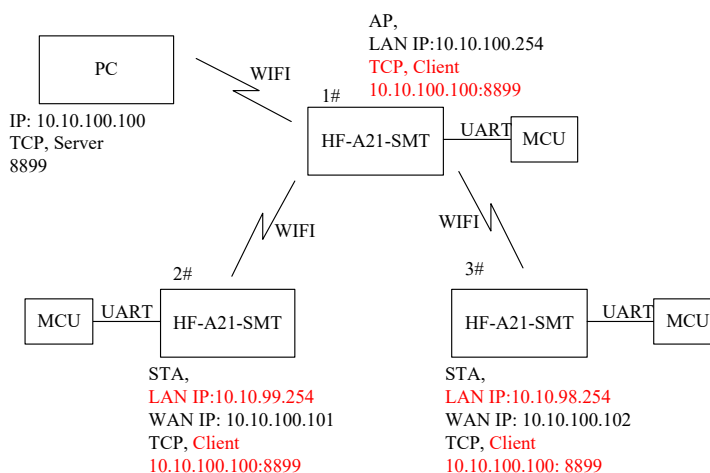 AP,
LAN IP:10.10.100.254
TCP, Client
10.10.100.100:8899
PC
WIFI
1#
IP: 10.10.100.100
TCP, Server
8899
HF-A21-SMT
UART
MCU
WIFI
WIFI
2#
3#
MCU
UART
HF-A21-SMT
HF-A21-SMT
UART
MCU
STA,
LAN IP:10.10.99.254
WAN IP: 10.10.100.101
TCP, Client
10.10.100.100:8899
STA,
LAN IP:10.10.98.254
WAN IP: 10.10.100.102
TCP, Client
10.10.100.100: 8899